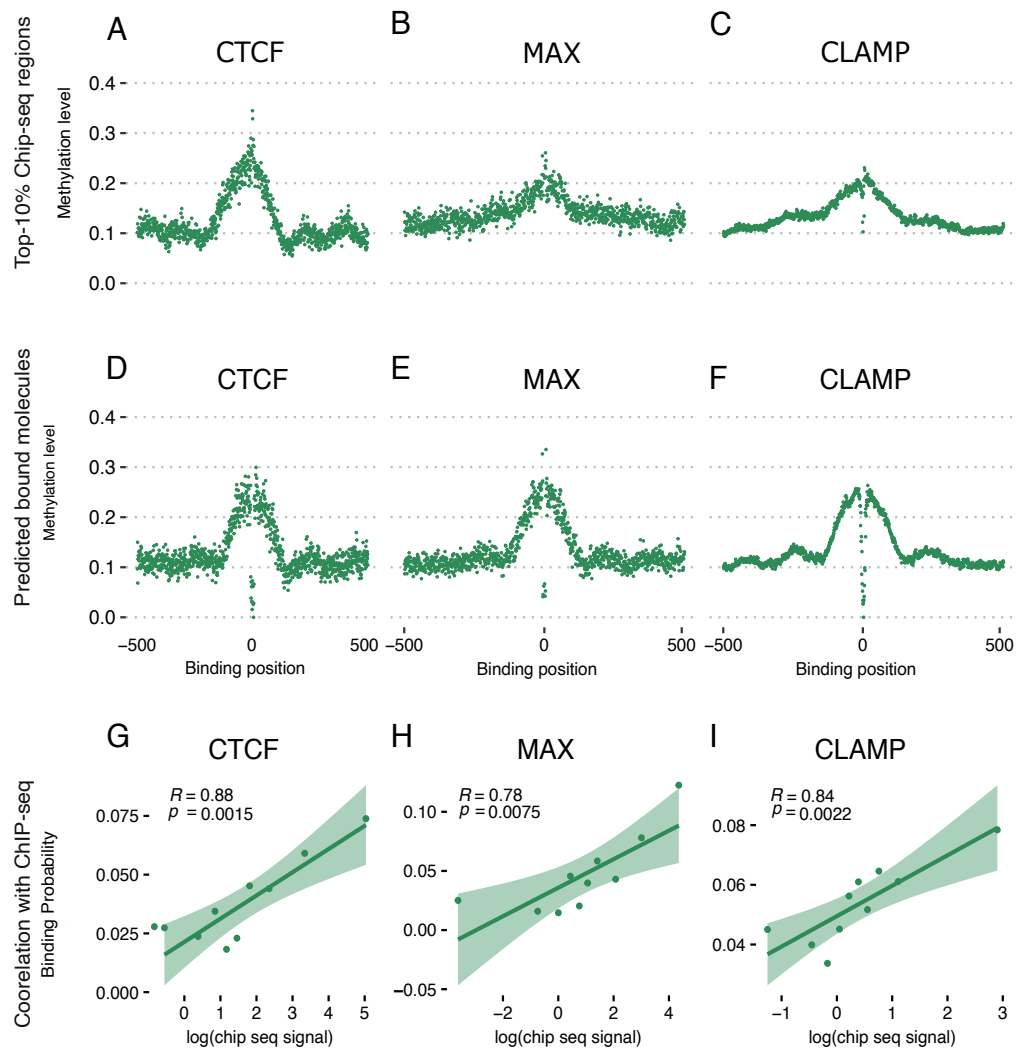 A
B
C
CTCF
MAX
CLAMP
Top-10% Chip-seq regions
Methylation level
0.4
0.3
0.2
0.1
0.0
D
E
F
CTCF
MAX
CLAMP
Predicted bound molecules
Methylation level
0.4
0.3
0.2
0.1
0.0
−500
0
500
−500
0
500
−500
0
500
Binding position
Binding position
Binding position
G
H
I
CTCF
MAX
CLAMP
Coorelation with ChIP-seq
Binding Probability
R = 0.88
p = 0.0015
0.075
0.050
0.025
0.000
0
1
2
3
4
5
log(chip seq signal)
R = 0.78
p = 0.0075
0.10
0.05
0.00
−0.05
−2
0
2
4
log(chip seq signal)
R = 0.84
p = 0.0022
0.08
0.06
0.04
−1
0
1
2
3
log(chip seq signal)